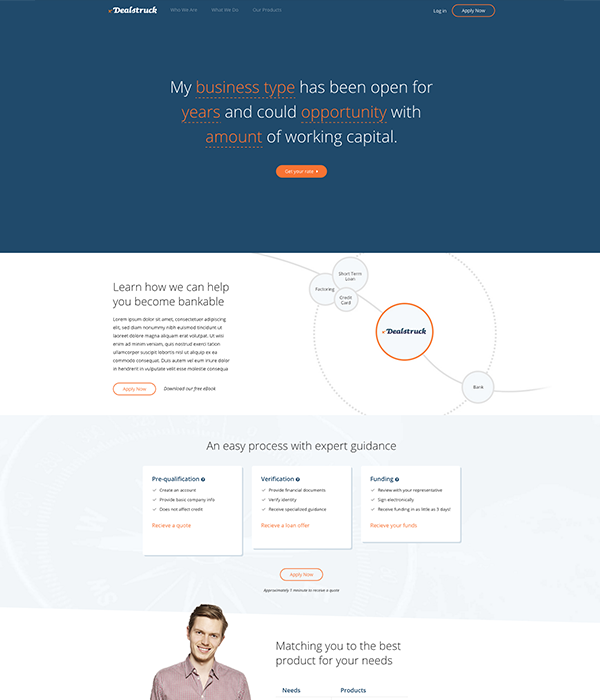 Dealstruck
Who We Are
What We Do
Our Products
Log in
Apply Now
My business type has been open for
years and could opportunity with
amount of working capital.
Get your rate
Learn how we can help
you become bankable
Lorem ipsum dolor sit amet, consectetuer adipiscing
elit, sed diam nonummy nibh euismod tincidunt ut
laoreet dolore magna aliquam erat volutpat. Ut wisi
enim ad minim veniam, quis nostrud exerci tation
ullamcorper suscipit lobortis nisl ut aliquip ex ea
commodo consequat. Duis autem vel eum iriure dolor
in hendrerit in vulputate velit esse molestie consequa
Apply Now
Download our free eBook
Short Term
Loan
Factoring
Credit
Card
Dealstruck
Bank
An easy process with expert guidance
Pre-qualification
Create an account
Provide basic company info
Does not affect credit
Recieve a quote
Verification
Provide financial documents
Verify identity
Receive specialized guidance
Recieve a loan offer
Funding
Review with your representative
Sign electronically
Receive funding in as little as 3 days!
Recieve your funds
Apply Now
Approximately 1 minute to receive a quote
Matching you to the best
product for your needs
Needs
Products